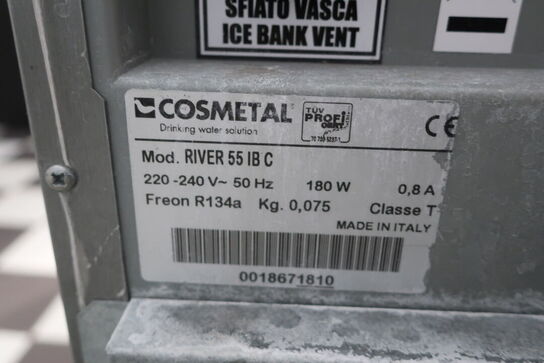 SFIATO VASCA
ICE BANK VENT
COSMETAL
Drinking water solution
TÜV
PROFi
CERT
CE
Mod. RIVER 55 IB C
220 -240 V~ 50 Hz 180 W 0,8 A
Freon R134a Kg. 0,075 Classe T
MADE IN ITALY
0018671810